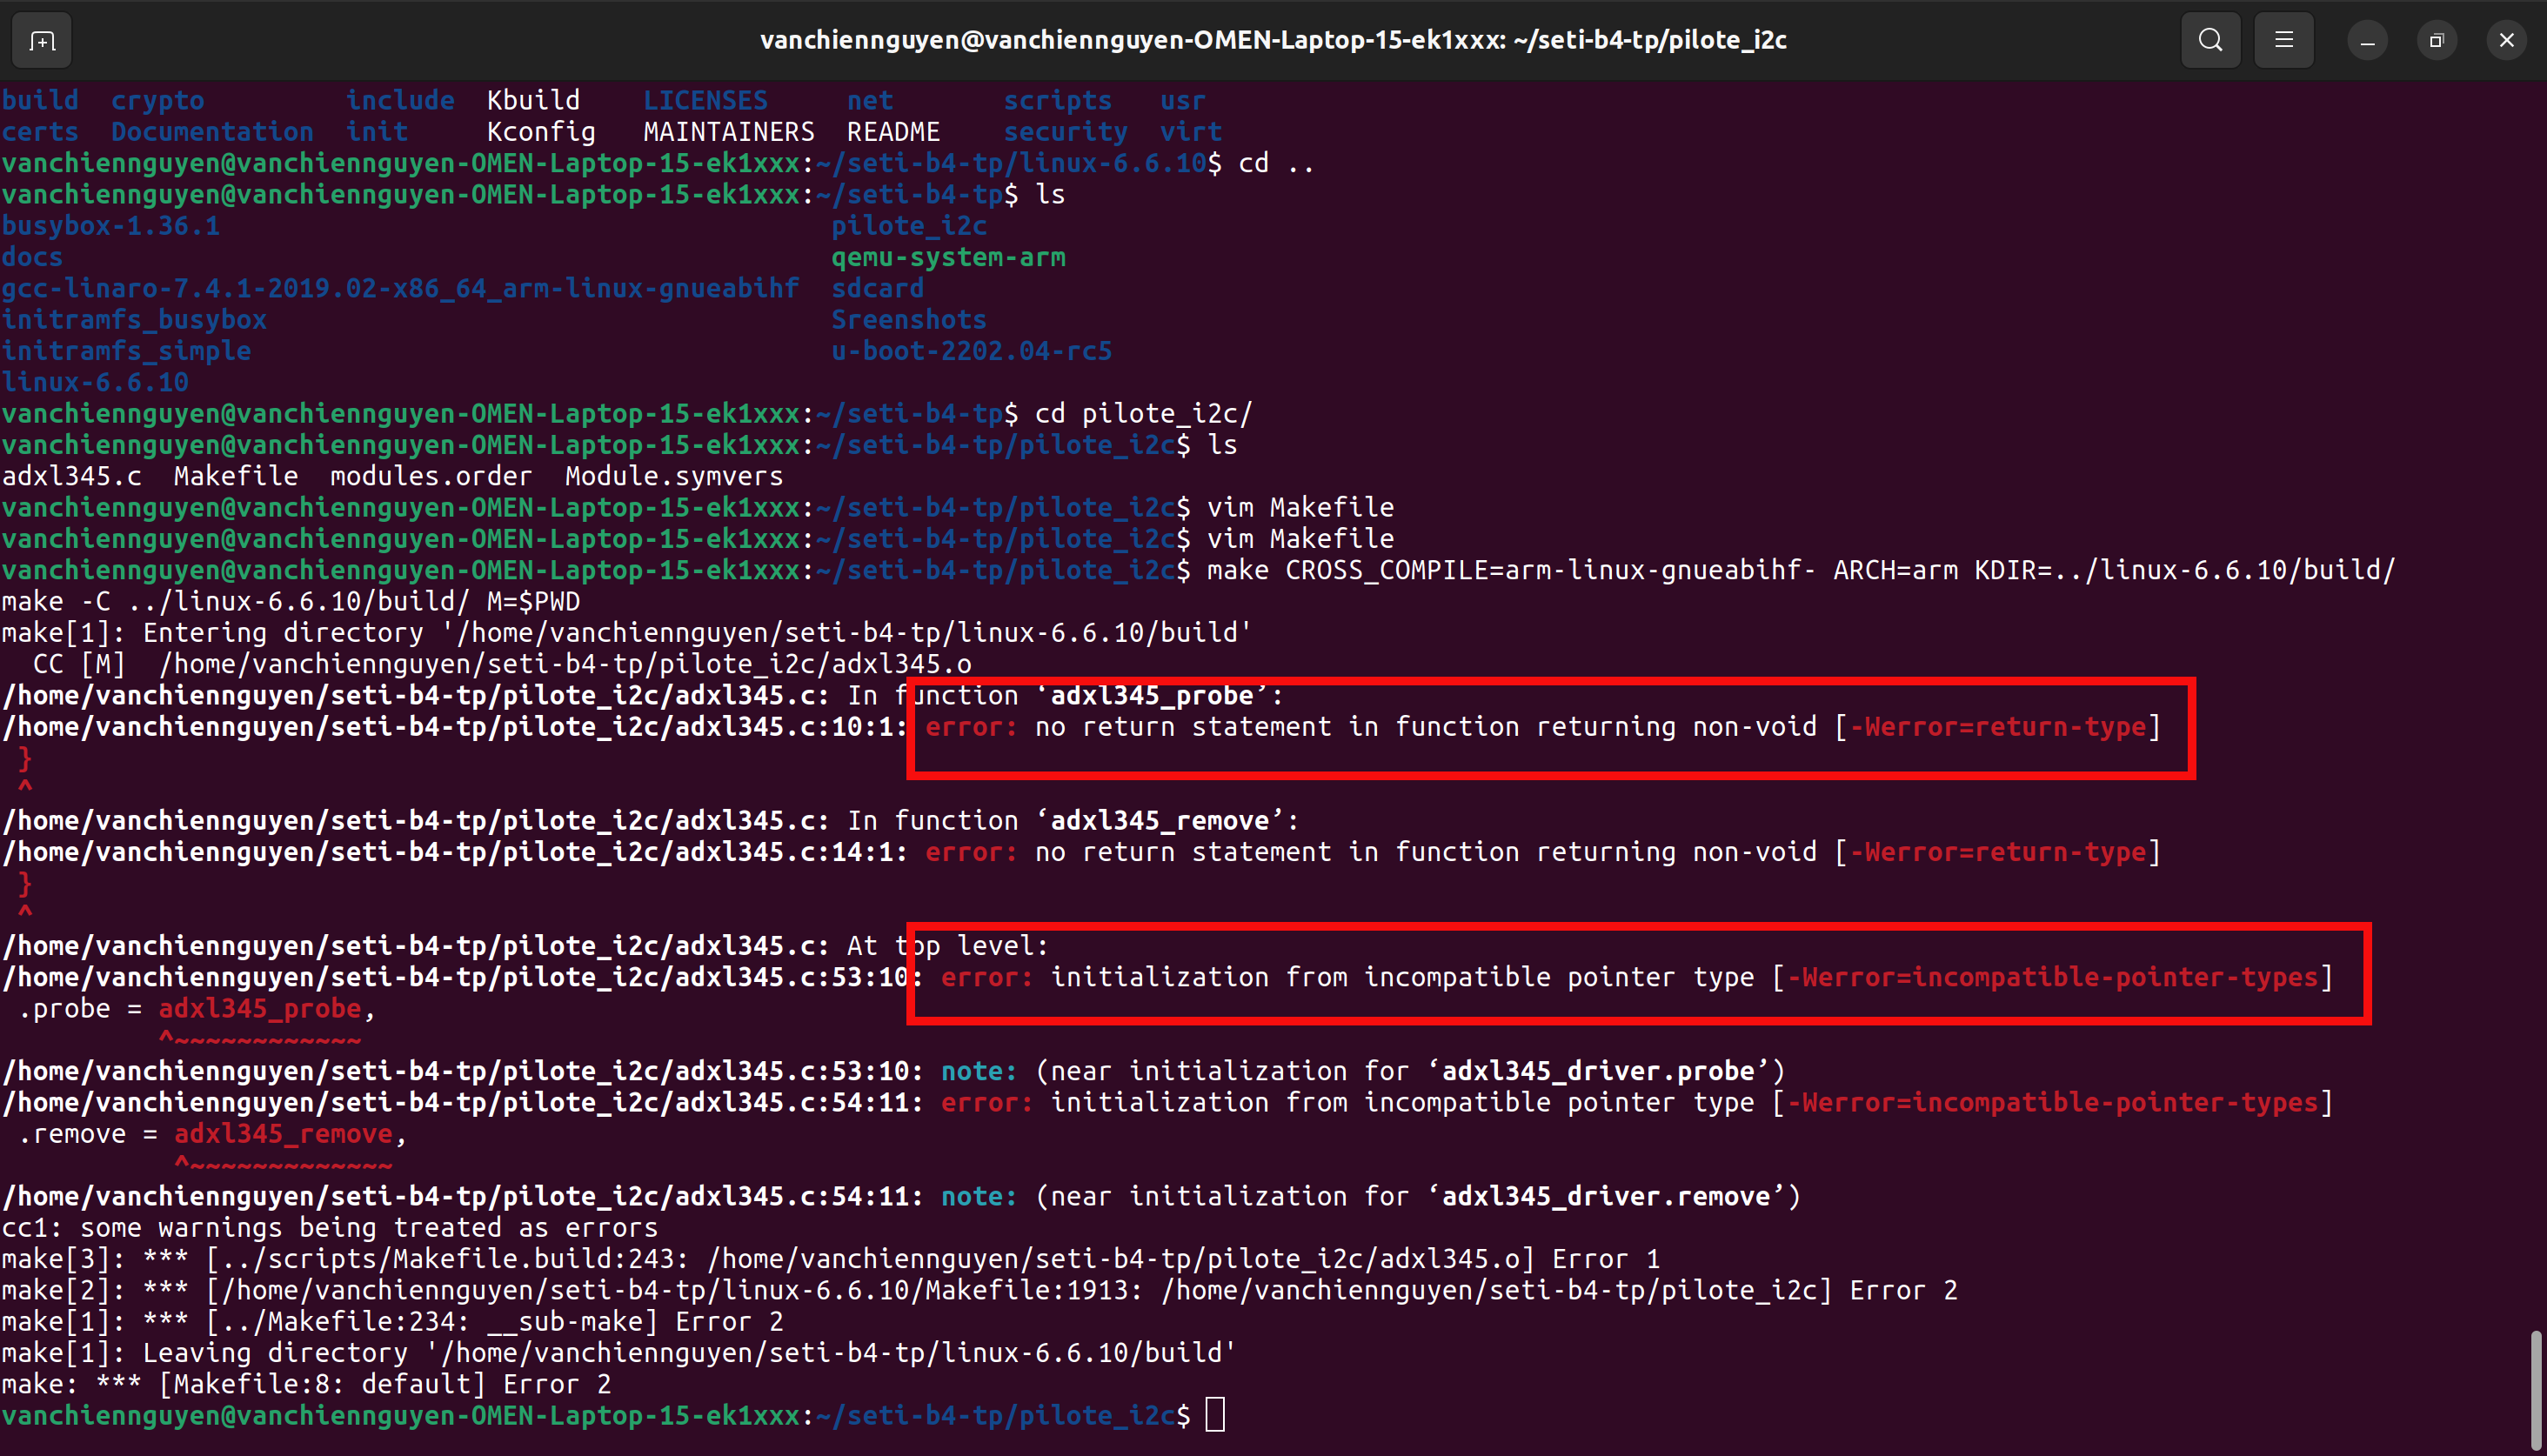 vanchiennguyen@vanchiennguyen-OMEN-Laptop-15-ek1xxx: ~/seti-b4-tp/pilote_i2c
build  crypto         include  Kbuild    LICENSES     net       scripts   usr
certs  Documentation  init     Kconfig   MAINTAINERS  README    security  virt
vanchiennguyen@vanchiennguyen-OMEN-Laptop-15-ek1xxx:~/seti-b4-tp/linux-6.6.10$ cd ..
vanchiennguyen@vanchiennguyen-OMEN-Laptop-15-ek1xxx:~/seti-b4-tp$ ls
busybox-1.36.1                                       pilote_i2c
docs                                                 qemu-system-arm
gcc-linaro-7.4.1-2019.02-x86_64_arm-linux-gnueabihf  sdcard
initramfs_busybox                                    Sreenshots
initramfs_simple                                     u-boot-2202.04-rc5
linux-6.6.10
vanchiennguyen@vanchiennguyen-OMEN-Laptop-15-ek1xxx:~/seti-b4-tp$ cd pilote_i2c/
vanchiennguyen@vanchiennguyen-OMEN-Laptop-15-ek1xxx:~/seti-b4-tp/pilote_i2c$ ls
adxl345.c  Makefile  modules.order  Module.symvers
vanchiennguyen@vanchiennguyen-OMEN-Laptop-15-ek1xxx:~/seti-b4-tp/pilote_i2c$ vim Makefile
vanchiennguyen@vanchiennguyen-OMEN-Laptop-15-ek1xxx:~/seti-b4-tp/pilote_i2c$ vim Makefile
vanchiennguyen@vanchiennguyen-OMEN-Laptop-15-ek1xxx:~/seti-b4-tp/pilote_i2c$ make CROSS_COMPILE=arm-linux-gnueabihf- ARCH=arm KDIR=../linux-6.6.10/build/
make -C ../linux-6.6.10/build/ M=$PWD
make[1]: Entering directory '/home/vanchiennguyen/seti-b4-tp/linux-6.6.10/build'
  CC [M]  /home/vanchiennguyen/seti-b4-tp/pilote_i2c/adxl345.o
/home/vanchiennguyen/seti-b4-tp/pilote_i2c/adxl345.c: In function ‘adxl345_probe’:
/home/vanchiennguyen/seti-b4-tp/pilote_i2c/adxl345.c:10:1: error: no return statement in function returning non-void [-Werror=return-type]
 }
 ^
/home/vanchiennguyen/seti-b4-tp/pilote_i2c/adxl345.c: In function ‘adxl345_remove’:
/home/vanchiennguyen/seti-b4-tp/pilote_i2c/adxl345.c:14:1: error: no return statement in function returning non-void [-Werror=return-type]
 }
 ^
/home/vanchiennguyen/seti-b4-tp/pilote_i2c/adxl345.c: At top level:
/home/vanchiennguyen/seti-b4-tp/pilote_i2c/adxl345.c:53:10: error: initialization from incompatible pointer type [-Werror=incompatible-pointer-types]
 .probe = adxl345_probe,
          ^~~~~~~~~~~~~
/home/vanchiennguyen/seti-b4-tp/pilote_i2c/adxl345.c:53:10: note: (near initialization for ‘adxl345_driver.probe’)
/home/vanchiennguyen/seti-b4-tp/pilote_i2c/adxl345.c:54:11: error: initialization from incompatible pointer type [-Werror=incompatible-pointer-types]
 .remove = adxl345_remove,
           ^~~~~~~~~~~~~~
/home/vanchiennguyen/seti-b4-tp/pilote_i2c/adxl345.c:54:11: note: (near initialization for ‘adxl345_driver.remove’)
cc1: some warnings being treated as errors
make[3]: *** [../scripts/Makefile.build:243: /home/vanchiennguyen/seti-b4-tp/pilote_i2c/adxl345.o] Error 1
make[2]: *** [/home/vanchiennguyen/seti-b4-tp/linux-6.6.10/Makefile:1913: /home/vanchiennguyen/seti-b4-tp/pilote_i2c] Error 2
make[1]: *** [../Makefile:234: __sub-make] Error 2
make[1]: Leaving directory '/home/vanchiennguyen/seti-b4-tp/linux-6.6.10/build'
make: *** [Makefile:8: default] Error 2
vanchiennguyen@vanchiennguyen-OMEN-Laptop-15-ek1xxx:~/seti-b4-tp/pilote_i2c$